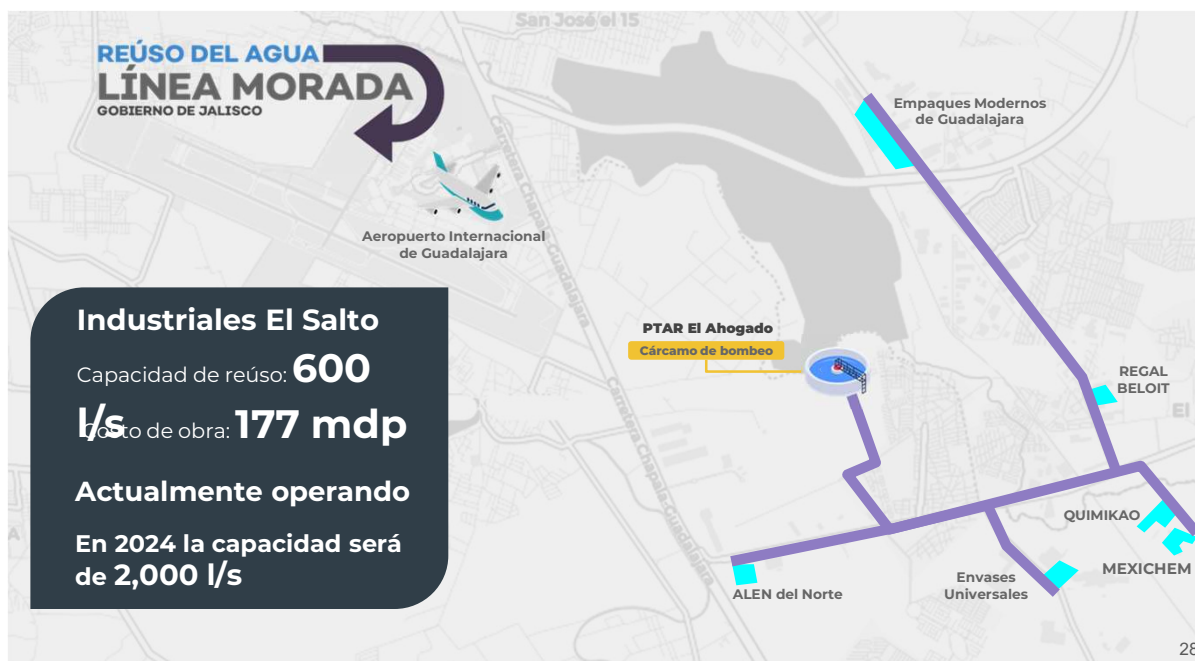 San José el 15
REÚSO DEL AGUA
LÍNEA MORADA
GOBIERNO DE JALISCO
Empaques Modernos
de Guadalajara
Carretera Chapala-Guadalajara
Aeropuerto Internacional
de Guadalajara
Industriales El Salto
Capacidad de reúso: 600
l/s
Costo de obra: 177 mdp
Actualmente operando
En 2024 la capacidad será
de 2,000 l/s
PTAR El Ahogado
Cárcamo de bombeo
Carretera Chapala-Guadalajara
REGAL
BELOIT
El
QUIMIKAO
MEXICHEM
Envases
Universales
ALEN del Norte
28